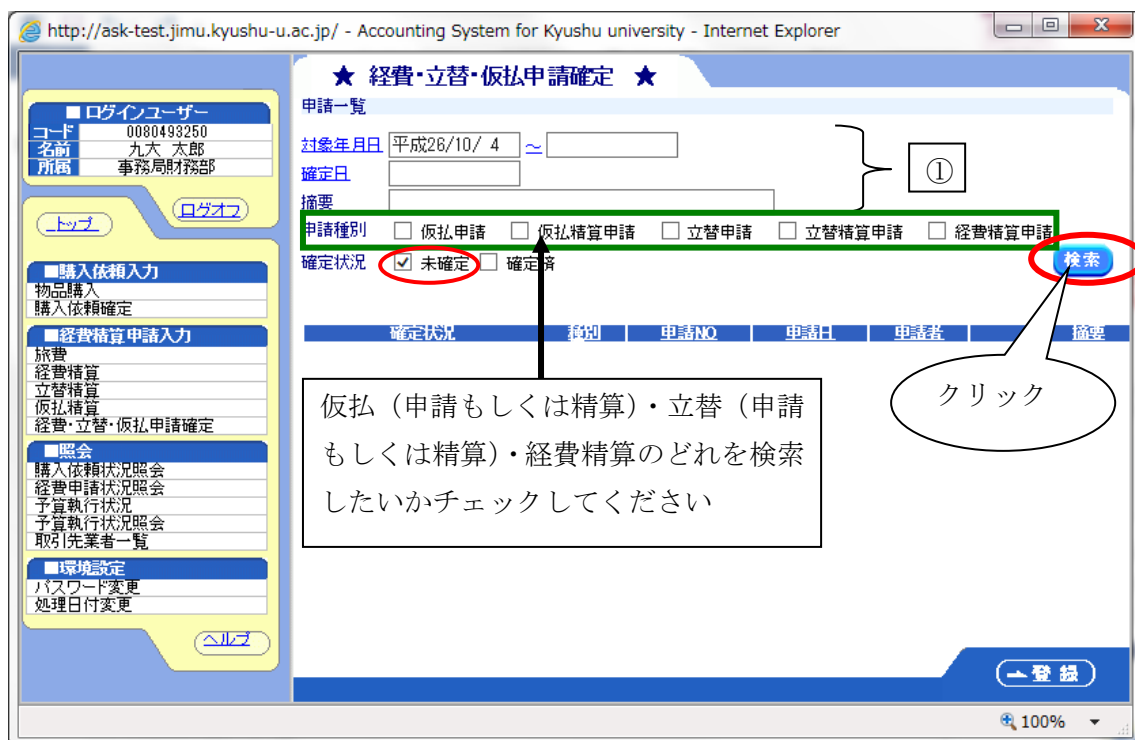 http://ask-test.jimu.kyushu-u.ac.jp/ - Accounting System for Kyushu university - Internet Explorer
★ 経費・立替・仮払申請確定 ★
申請一覧
■ログインユーザー
コード 0080493250
名前 九大 太郎
所属 事務局財務部
トップ ログオフ
■購入依頼入力
物品購入
購入依頼確定
■経費精算申請入力
旅費
経費精算
立替精算
仮払精算
経費・立替・仮払申請確定
■照会
購入依頼状況照会
経費申請状況照会
予算執行状況
予算執行状況照会
取引先業者一覧
■環境設定
パスワード変更
処理日付変更
ヘルプ
対象年月日 平成26/10/ 4 ～
確定日
摘要
①
申請種別 仮払申請 仮払精算申請 立替申請 立替精算申請 経費精算申請
確定状況 未確定 確定済
検索
確定状況 種別 申請NO 申請日 申請者 摘要
クリック
仮払（申請もしくは精算）・立替（申請
もしくは精算）・経費精算のどれを検索
したいかチェックしてください
登録
100%